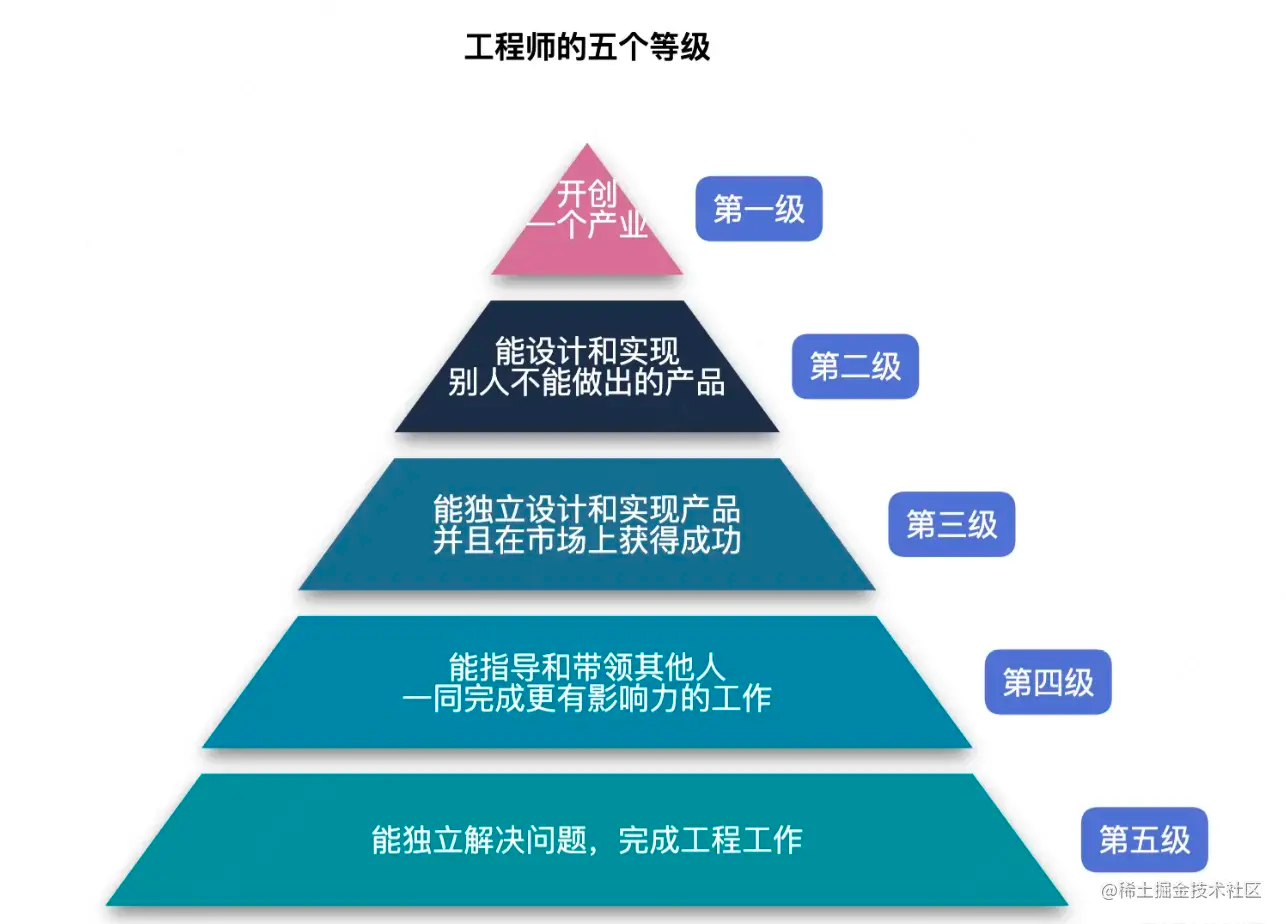 工程师的五个等级
开创
一个产业
第一级
能设计和实现
别人不能做出的产品
第二级
能独立设计和实现产品
并且在市场上获得成功
第三级
能指导和带领其他人
一同完成更有影响力的工作
第四级
能独立解决问题，完成工程工作
第五级
@稀土掘金技术社区